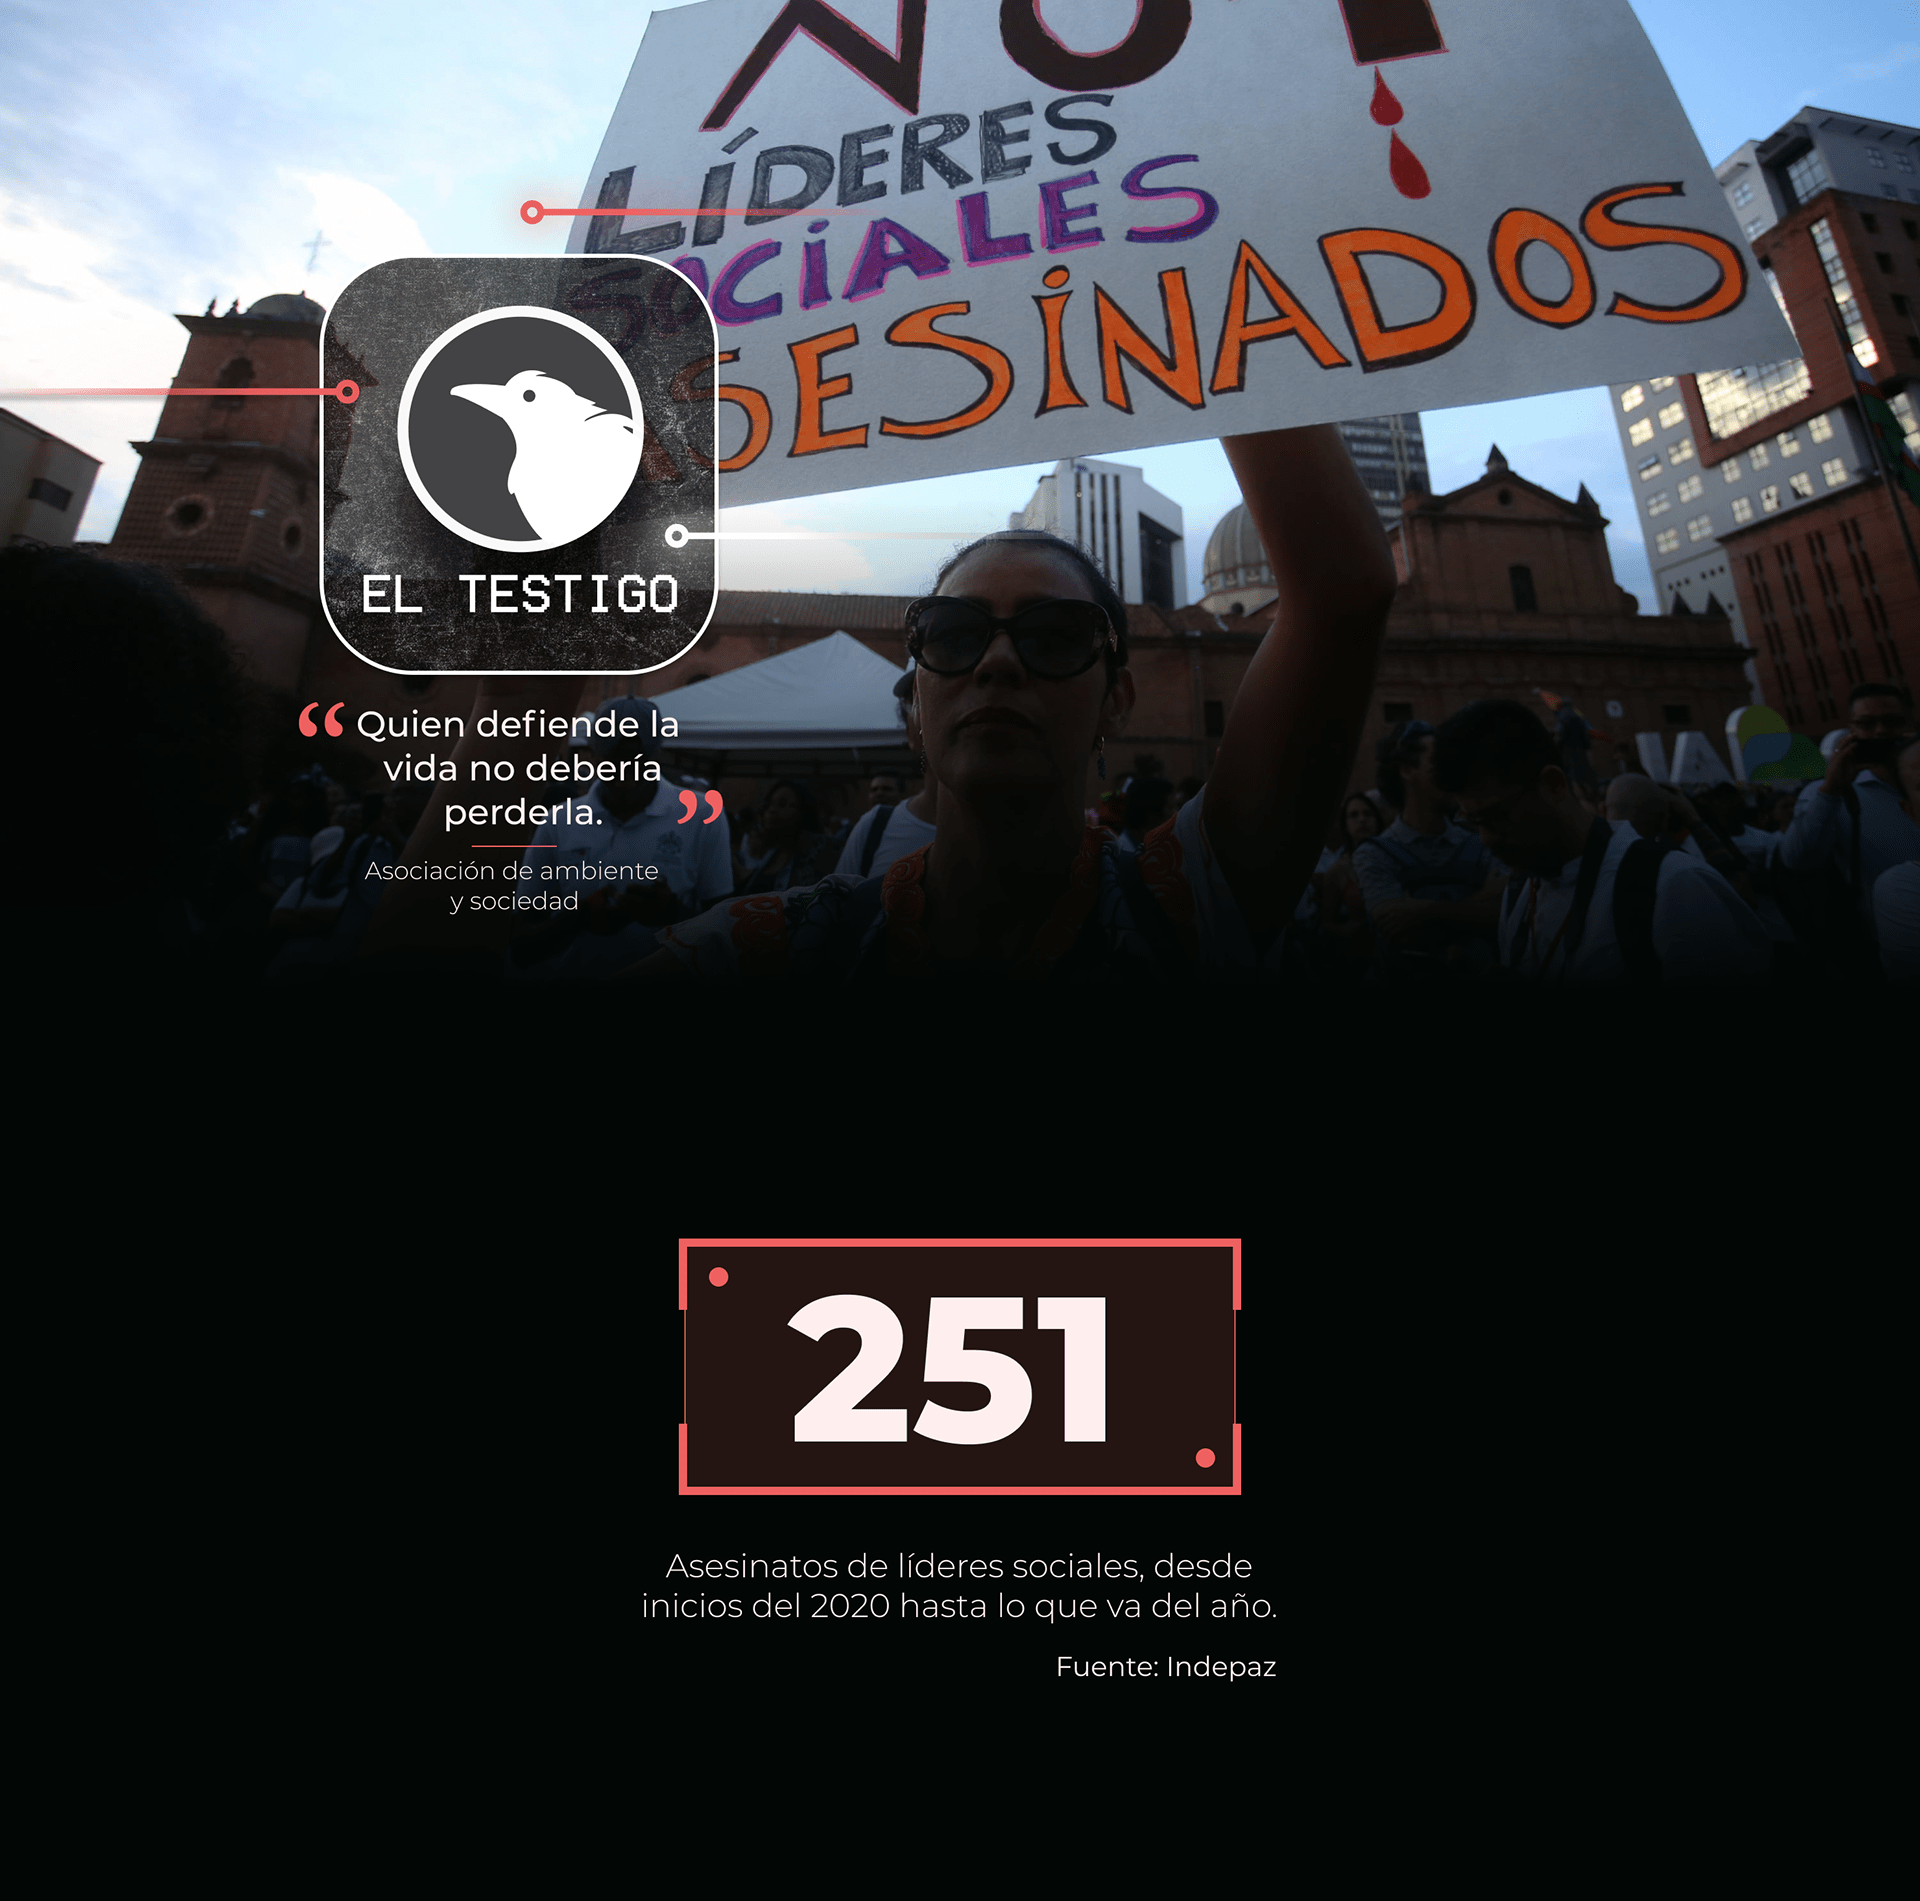 NO
LÍDERES
SOCIALES
ASESINADOS
EL TESTIGO
“ Quien defiende la
vida no debería
perderla. ”
Asociación de ambiente
y sociedad
251
Asesinatos de líderes sociales, desde
inicios del 2020 hasta lo que va del año.
Fuente: Indepaz